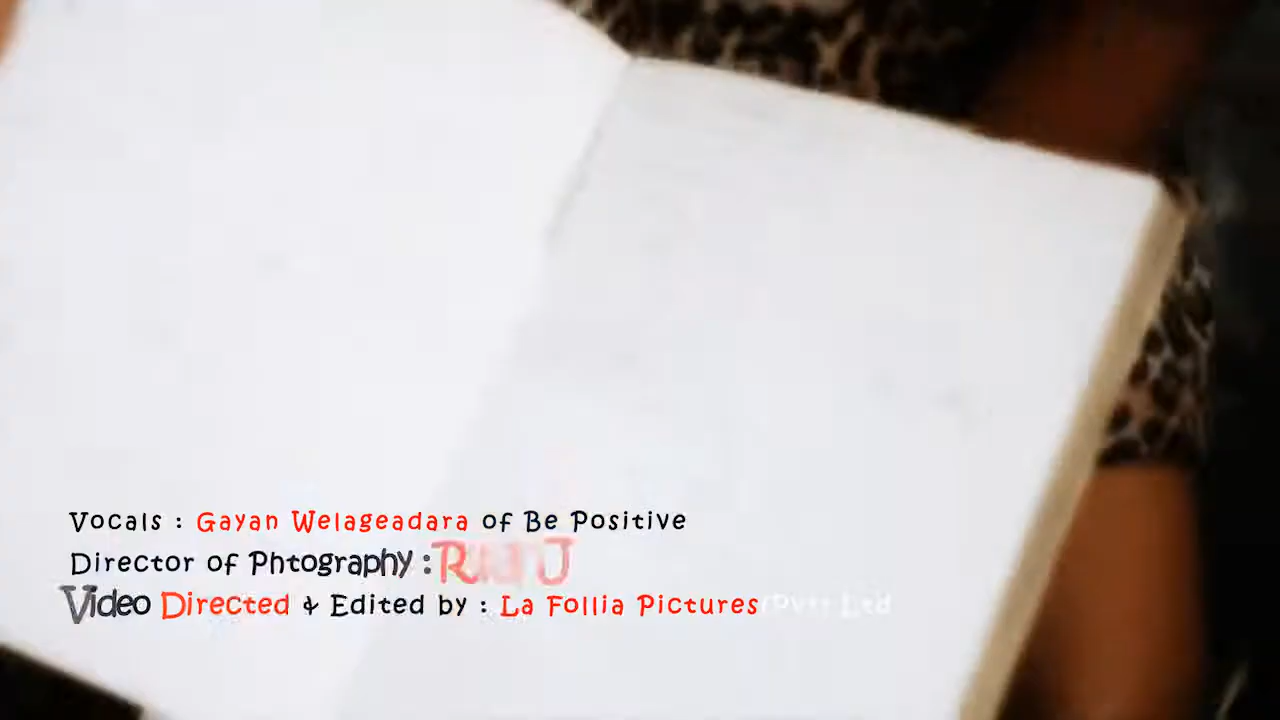 Vocals : Gayan Welageadara of Be Positive
Director of Phtography :
Video Directed & Edited by : La Follia Pictures